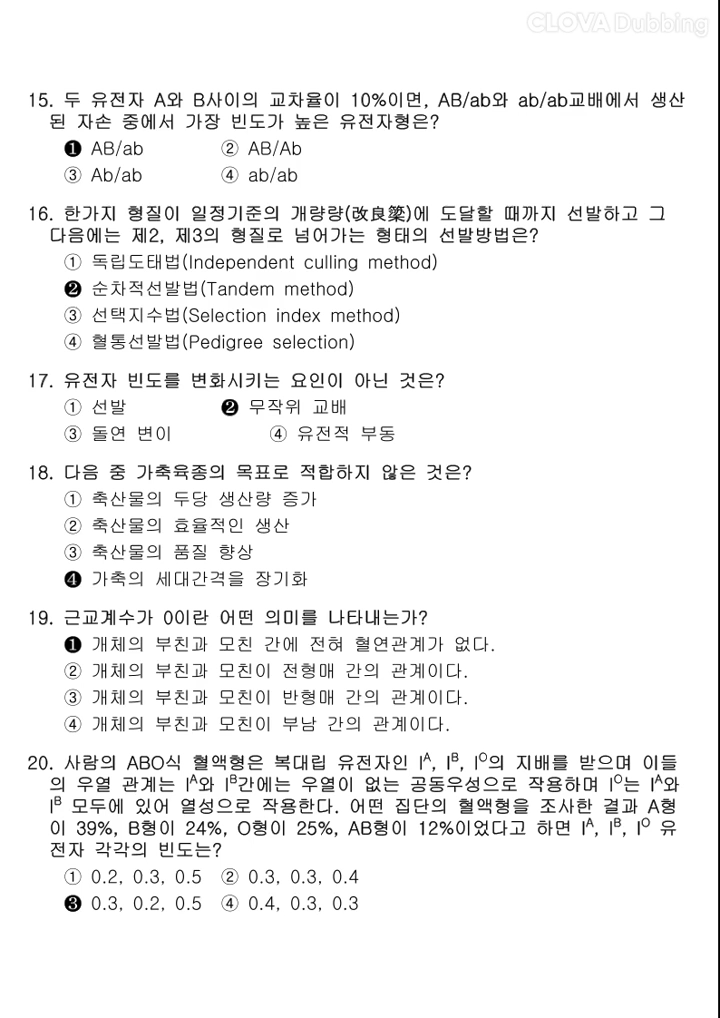 CLOVA Dubbing
15. 두 유전자 A와 B사이의 교차율이 10%이면, AB/ab와 ab/ab교배에서 생산
된 자손 중에서 가장 빈도가 높은 유전자형은?
❶ AB/ab ② AB/Ab
③ Ab/ab ④ ab/ab
16. 한가지 형질이 일정기준의 개량량(改良樑)에 도달할 때까지 선발하고 그
다음에는 제2, 제3의 형질로 넘어가는 형태의 선발방법은?
① 독립도태법(Independent culling method)
❷ 순차적선발법(Tandem method)
③ 선택지수법(Selection index method)
④ 혈통선발법(Pedigree selection)
17. 유전자 빈도를 변화시키는 요인이 아닌 것은?
① 선발 ❷ 무작위 교배
③ 돌연 변이 ④ 유전적 부동
18. 다음 중 가축육종의 목표로 적합하지 않은 것은?
① 축산물의 두당 생산량 증가
② 축산물의 효율적인 생산
③ 축산물의 품질 향상
❹ 가축의 세대간격을 장기화
19. 근교계수가 0이란 어떤 의미를 나타내는가?
❶ 개체의 부친과 모친 간에 전혀 혈연관계가 없다.
② 개체의 부친과 모친이 전형매 간의 관계이다.
③ 개체의 부친과 모친이 반형매 간의 관계이다.
④ 개체의 부친과 모친이 부남 간의 관계이다.
20. 사람의 ABO식 혈액형은 복대립 유전자인 Iᴬ, Iᴮ, Iᴼ의 지배를 받으며 이들
의 우열 관계는 Iᴬ와 Iᴮ간에는 우열이 없는 공동우성으로 작용하며 Iᴼ는 Iᴬ와
Iᴮ 모두에 있어 열성으로 작용한다. 어떤 집단의 혈액형을 조사한 결과 A형
이 39%, B형이 24%, O형이 25%, AB형이 12%이었다고 하면 Iᴬ, Iᴮ, Iᴼ 유
전자 각각의 빈도는?
① 0.2, 0.3, 0.5 ② 0.3, 0.3, 0.4
❸ 0.3, 0.2, 0.5 ④ 0.4, 0.3, 0.3